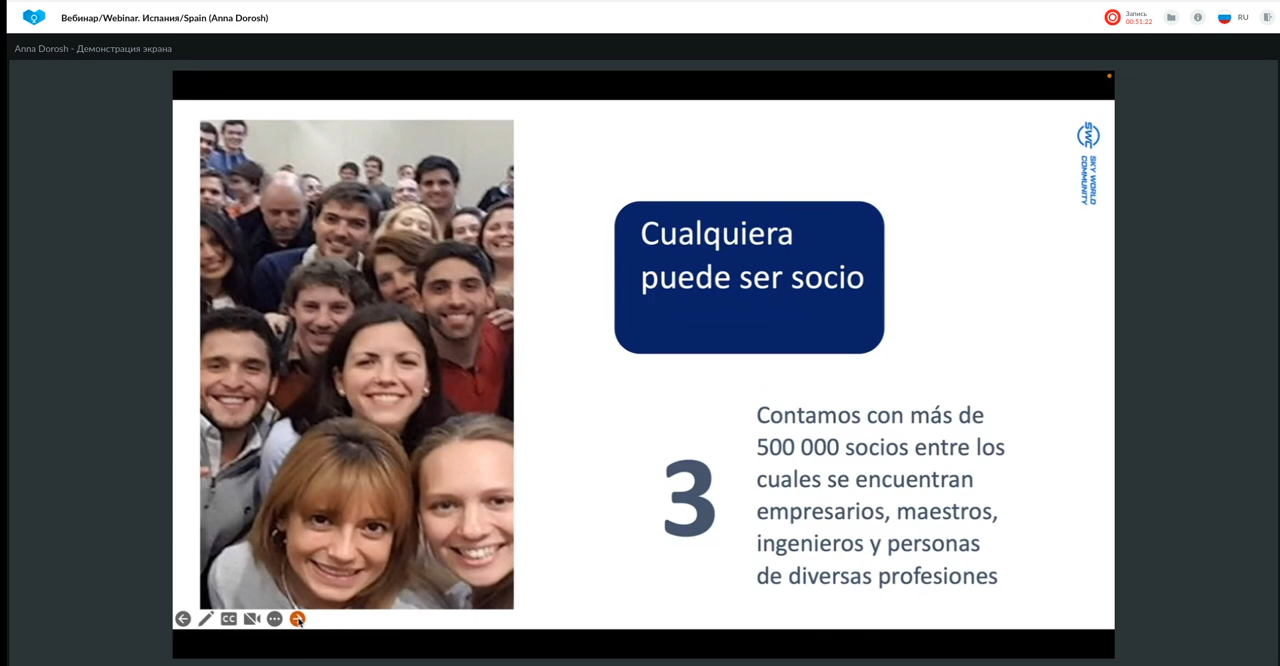 Вебинар/Webinar. Испания/Spain (Anna Dorosh)
Запись
00:51:22
RU
Anna Dorosh - Демонстрация экрана
SWC
SKY WORLD
COMMUNITY
Cualquiera
puede ser socio
3
Contamos con más de
500 000 socios entre los
cuales se encuentran
empresarios, maestros,
ingenieros y personas
de diversas profesiones
CC